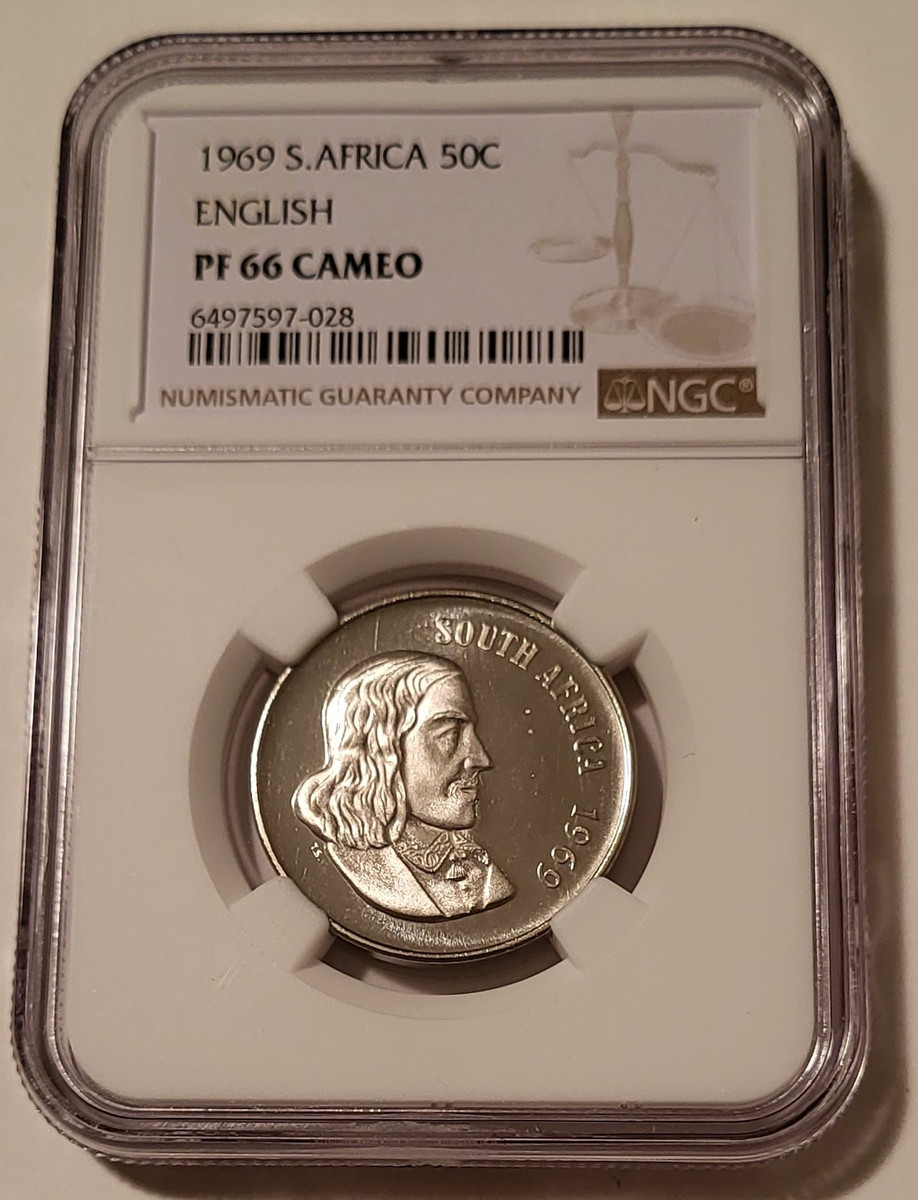 1969 S.AFRICA 50C
ENGLISH
PF 66 CAMEO
6497597-028
NUMISMATIC GUARANTY COMPANY
NGC®
SOUTH AFRICA 1969
T.S.